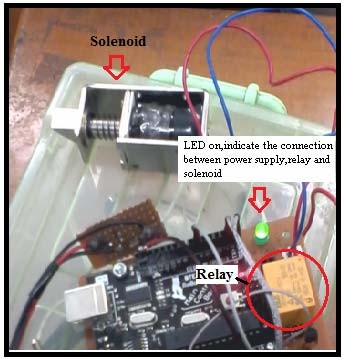 Solenoid
LED on,indicate the connection
between power supply,relay and
solenoid
Relay